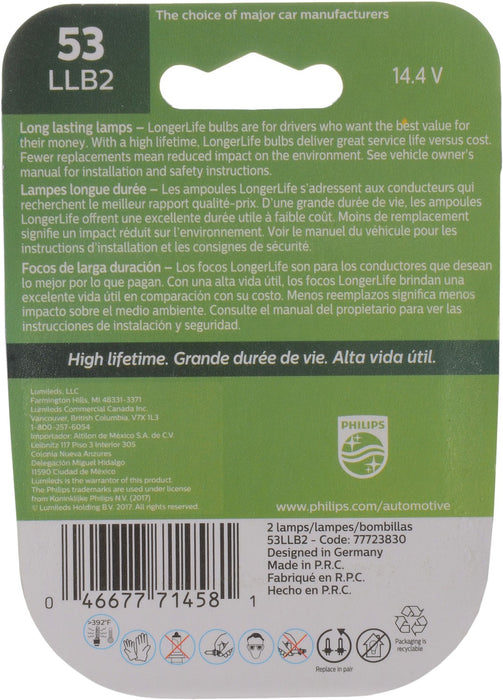 The choice of major car manufacturers
53
LLB2
14.4 V
Long lasting lamps – LongerLife bulbs are for drivers who want the best value for
their money. With a high lifetime, LongerLife bulbs deliver great service life versus cost.
Fewer replacements mean reduced impact on the environment. See vehicle owner's
manual for installation and safety instructions.
Lampes longue durée – Les ampoules LongerLife s'adressent aux conducteurs qui
recherchent le meilleur rapport qualité-prix. D'une grande durée de vie, les ampoules
LongerLife offrent une excellente durée utile à faible coût. Moins de remplacement
signifie un impact réduit sur l'environnement. Voir le manuel du véhicule pour les
instructions d'installation et les consignes de sécurité.
Focos de larga duración – Los focos LongerLife son para los conductores que desean
lo mejor por lo que pagan. Con una alta vida útil, los focos LongerLife brindan una
excelente vida útil en comparación con su costo. Menos reemplazos significa menos
impacto sobre el medio ambiente. Consulte el manual del propietario para ver las
instrucciones de instalación y seguridad.
High lifetime. Grande durée de vie. Alta vida útil.
Lumileds, LLC
Farmington Hills, MI 48331-3371
Lumileds Commercial Canada Inc.
Vancouver, British Columbia. V7X 1L3
1-800-257-6054
Importador: Attilon de México S.A. de C.V.
Leibnitz 117 Piso 3 Interior 305
Colonia Nueva Anzures
Delegación Miguel Hidalgo
11590 Ciudad de México
Lumileds is the warrantor of this product.
The Philips trademarks are used under license
from Koninklijke Philips N.V. (2017)
© Lumileds Holding B.V. 2017. All rights reserved.
PHILIPS
www.philips.com/automotive
2 lamps/lampes/bombillas
53LLB2 - Code: 77723830
Designed in Germany
Made in P.R.C.
Fabriqué en R.P.C.
Hecho en P.R.C.
0 46677 71458 1
>392°F
Replace in pair
Packaging is
recyclable